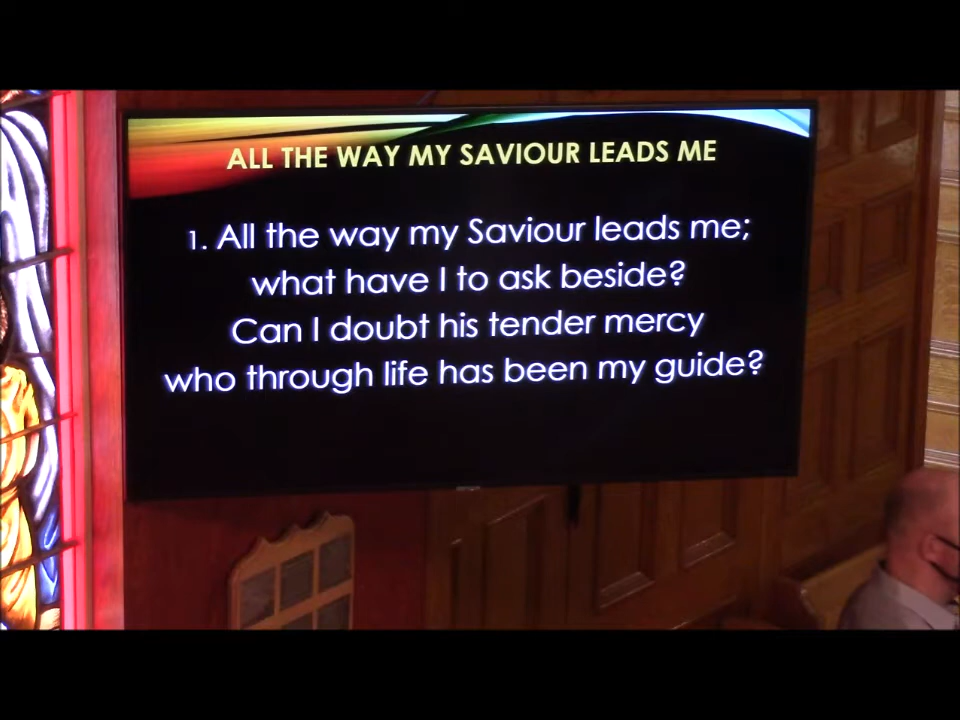 ALL THE WAY MY SAVIOUR LEADS ME
1. All the way my Saviour leads me;
what have I to ask beside?
Can I doubt his tender mercy
who through life has been my guide?